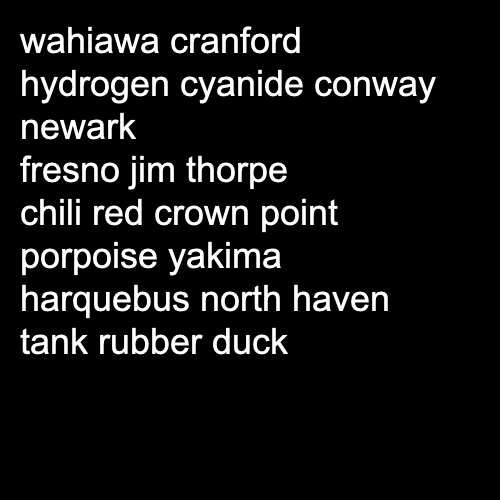 wahiawa cranford
hydrogen cyanide conway
newark
fresno jim thorpe
chili red crown point
porpoise yakima
harquebus north haven
tank rubber duck